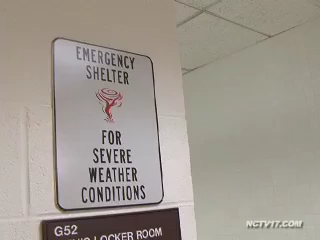 EMERGENCY
SHELTER
FOR
SEVERE
WEATHER
CONDITIONS
G52
LOCKER ROOM
NCTV17.COM